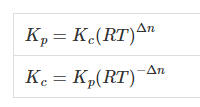 K_p = K_c(RT)^{Δn}
K_c = K_p(RT)^{-Δn}